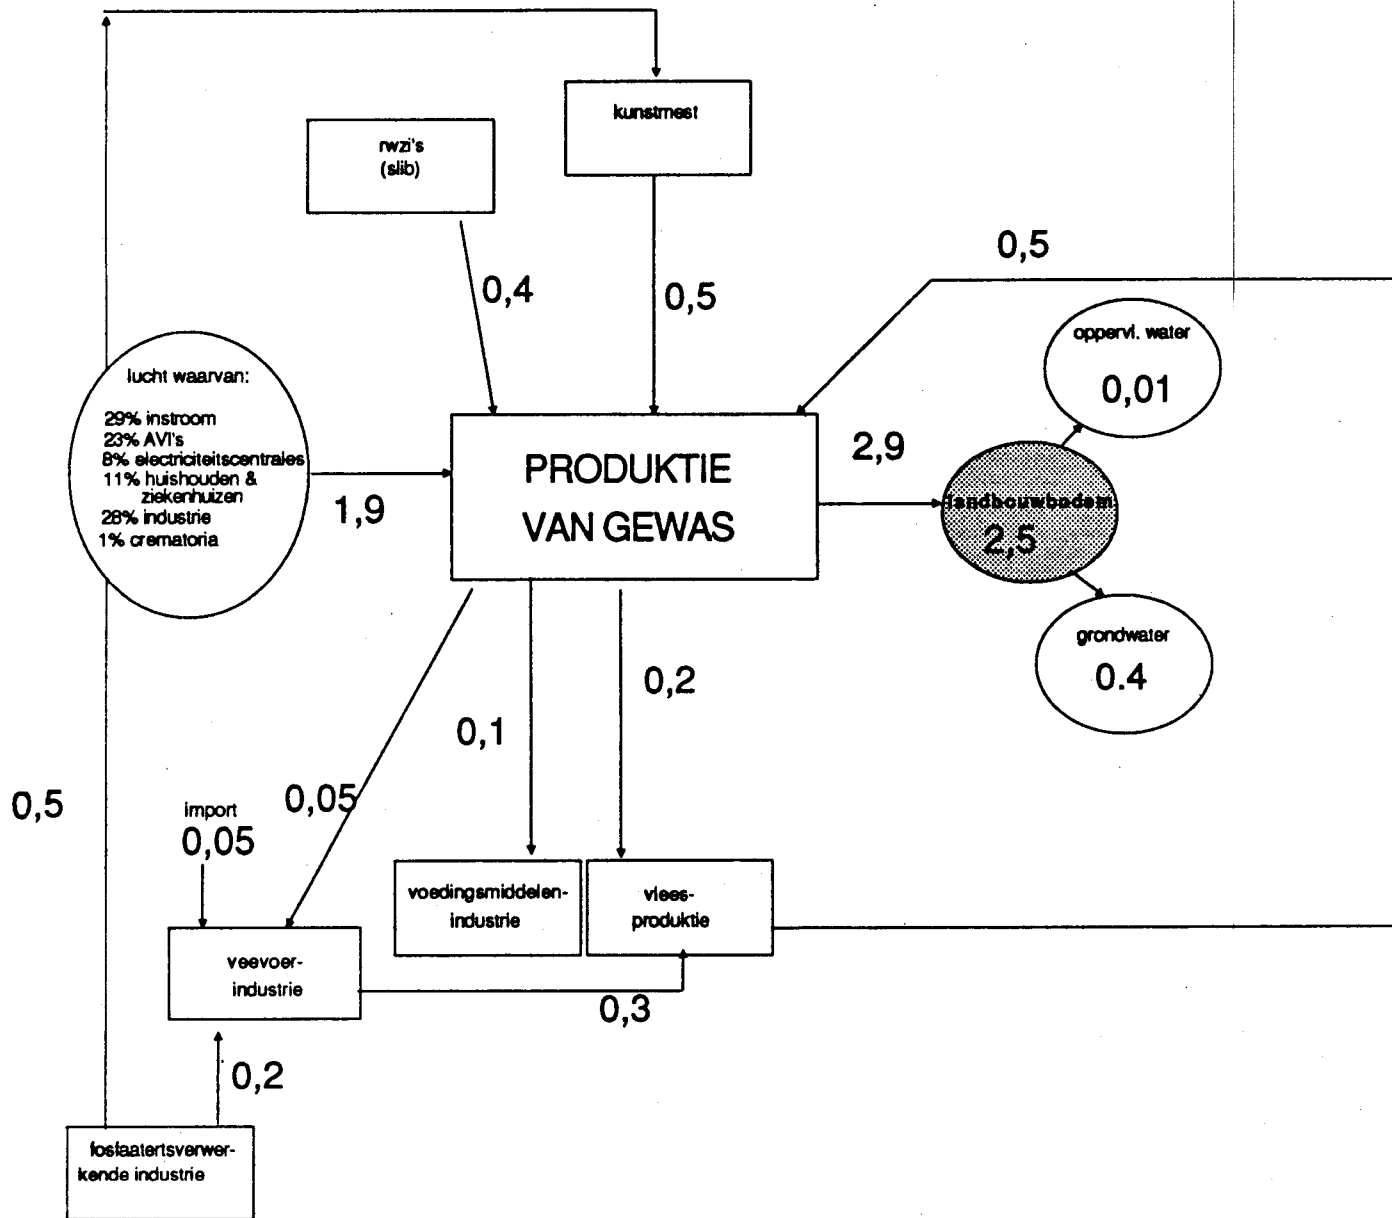 kunstmest
rwzi's
(slib)
0,5
0,4
0,5
oppervl. water
0,01
lucht waarvan:
29% instroom
23% AVI's
8% electriciteitscentrales
11% huishouden &
ziekenhuizen
28% industrie
1% crematoria
1,9
PRODUKTIE
VAN GEWAS
2,9
landbouwbodem
2,5
grondwater
0.4
0,2
0,1
0,05
0,5
import
0,05
voedingsmiddelen-
industrie
vlees-
produktie
veevoer-
industrie
0,3
0,2
fosfaatertsverwer-
kende industrie